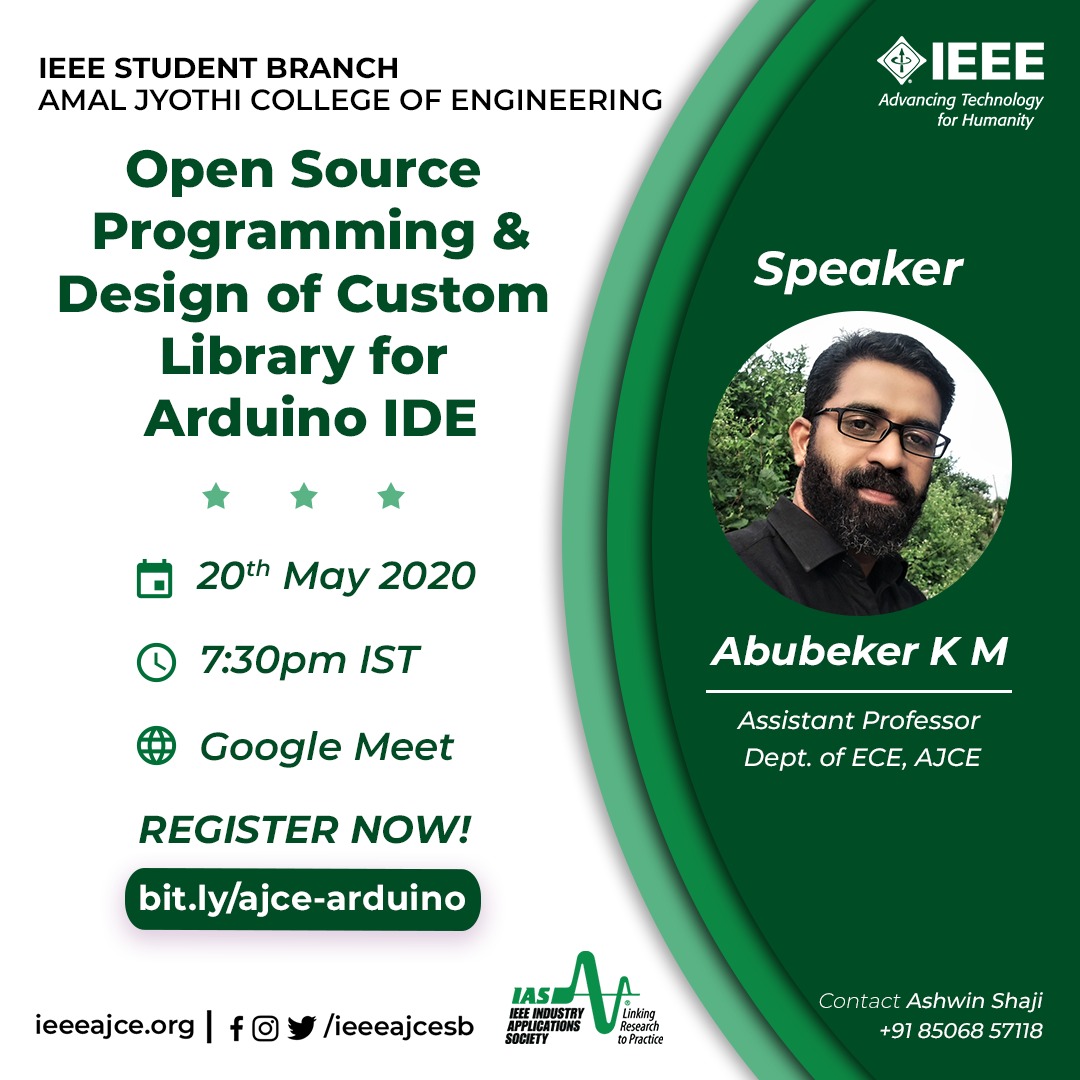 IEEE STUDENT BRANCH
AMAL JYOTHI COLLEGE OF ENGINEERING
IEEE
Advancing Technology
for Humanity
Open Source
Programming &
Design of Custom
Library for
Arduino IDE
20th May 2020
7:30pm IST
Google Meet
REGISTER NOW!
bit.ly/ajce-arduino
Speaker
Abubeker K M
Assistant Professor
Dept. of ECE, AJCE
ieeeajce.org | /ieeeajcesb
IAS
IEEE INDUSTRY
APPLICATIONS
SOCIETY
®
Linking
Research
to Practice
Contact Ashwin Shaji
+91 85068 57118